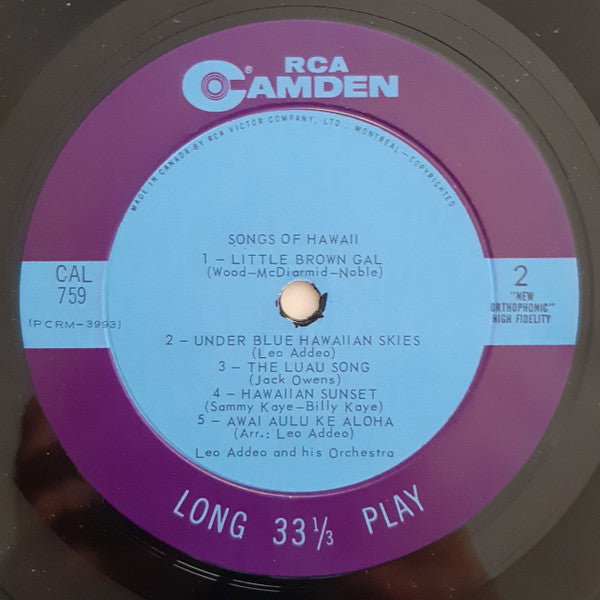 RCA
CAMDEN
®
MADE IN CANADA BY RCA VICTOR COMPANY, LTD. - MONTREAL-COPYRIGHTED
SONGS OF HAWAII
1 - LITTLE BROWN GAL
(Wood-McDiarmid-Noble)
CAL
759
(PCRM-3993)
2
"NEW
ORTHOPHONIC"
HIGH FIDELITY
2 - UNDER BLUE HAWAIIAN SKIES
(Leo Addeo)
3 - THE LUAU SONG
(Jack Owens)
4 - HAWAIIAN SUNSET
(Sammy Kaye-Billy Kaye)
5 - AWAI AULU KE ALOHA
(Arr.: Leo Addeo)
Leo Addeo and his Orchestra
LONG 33⅓ PLAY